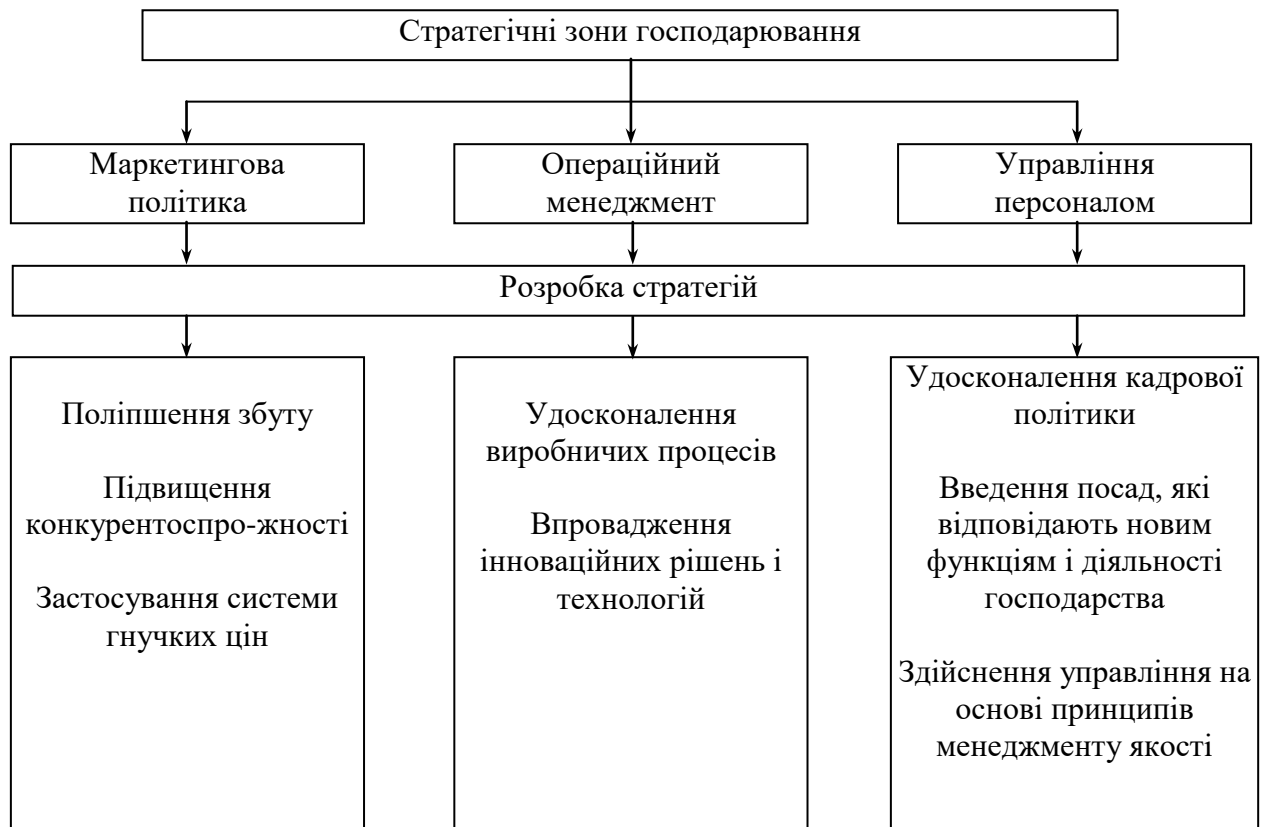 Стратегічні зони господарювання
Маркетингова
політика
Операційний
менеджмент
Управління
персоналом
Розробка стратегій
Поліпшення збуту
Підвищення
конкурентоспро-жності
Застосування системи
гнучких цін
Удосконалення
виробничих процесів
Впровадження
інноваційних рішень і
технологій
Удосконалення кадрової
політики
Введення посад, які
відповідають новим
функціям і діяльності
господарства
Здійснення управління на
основі принципів
менеджменту якості